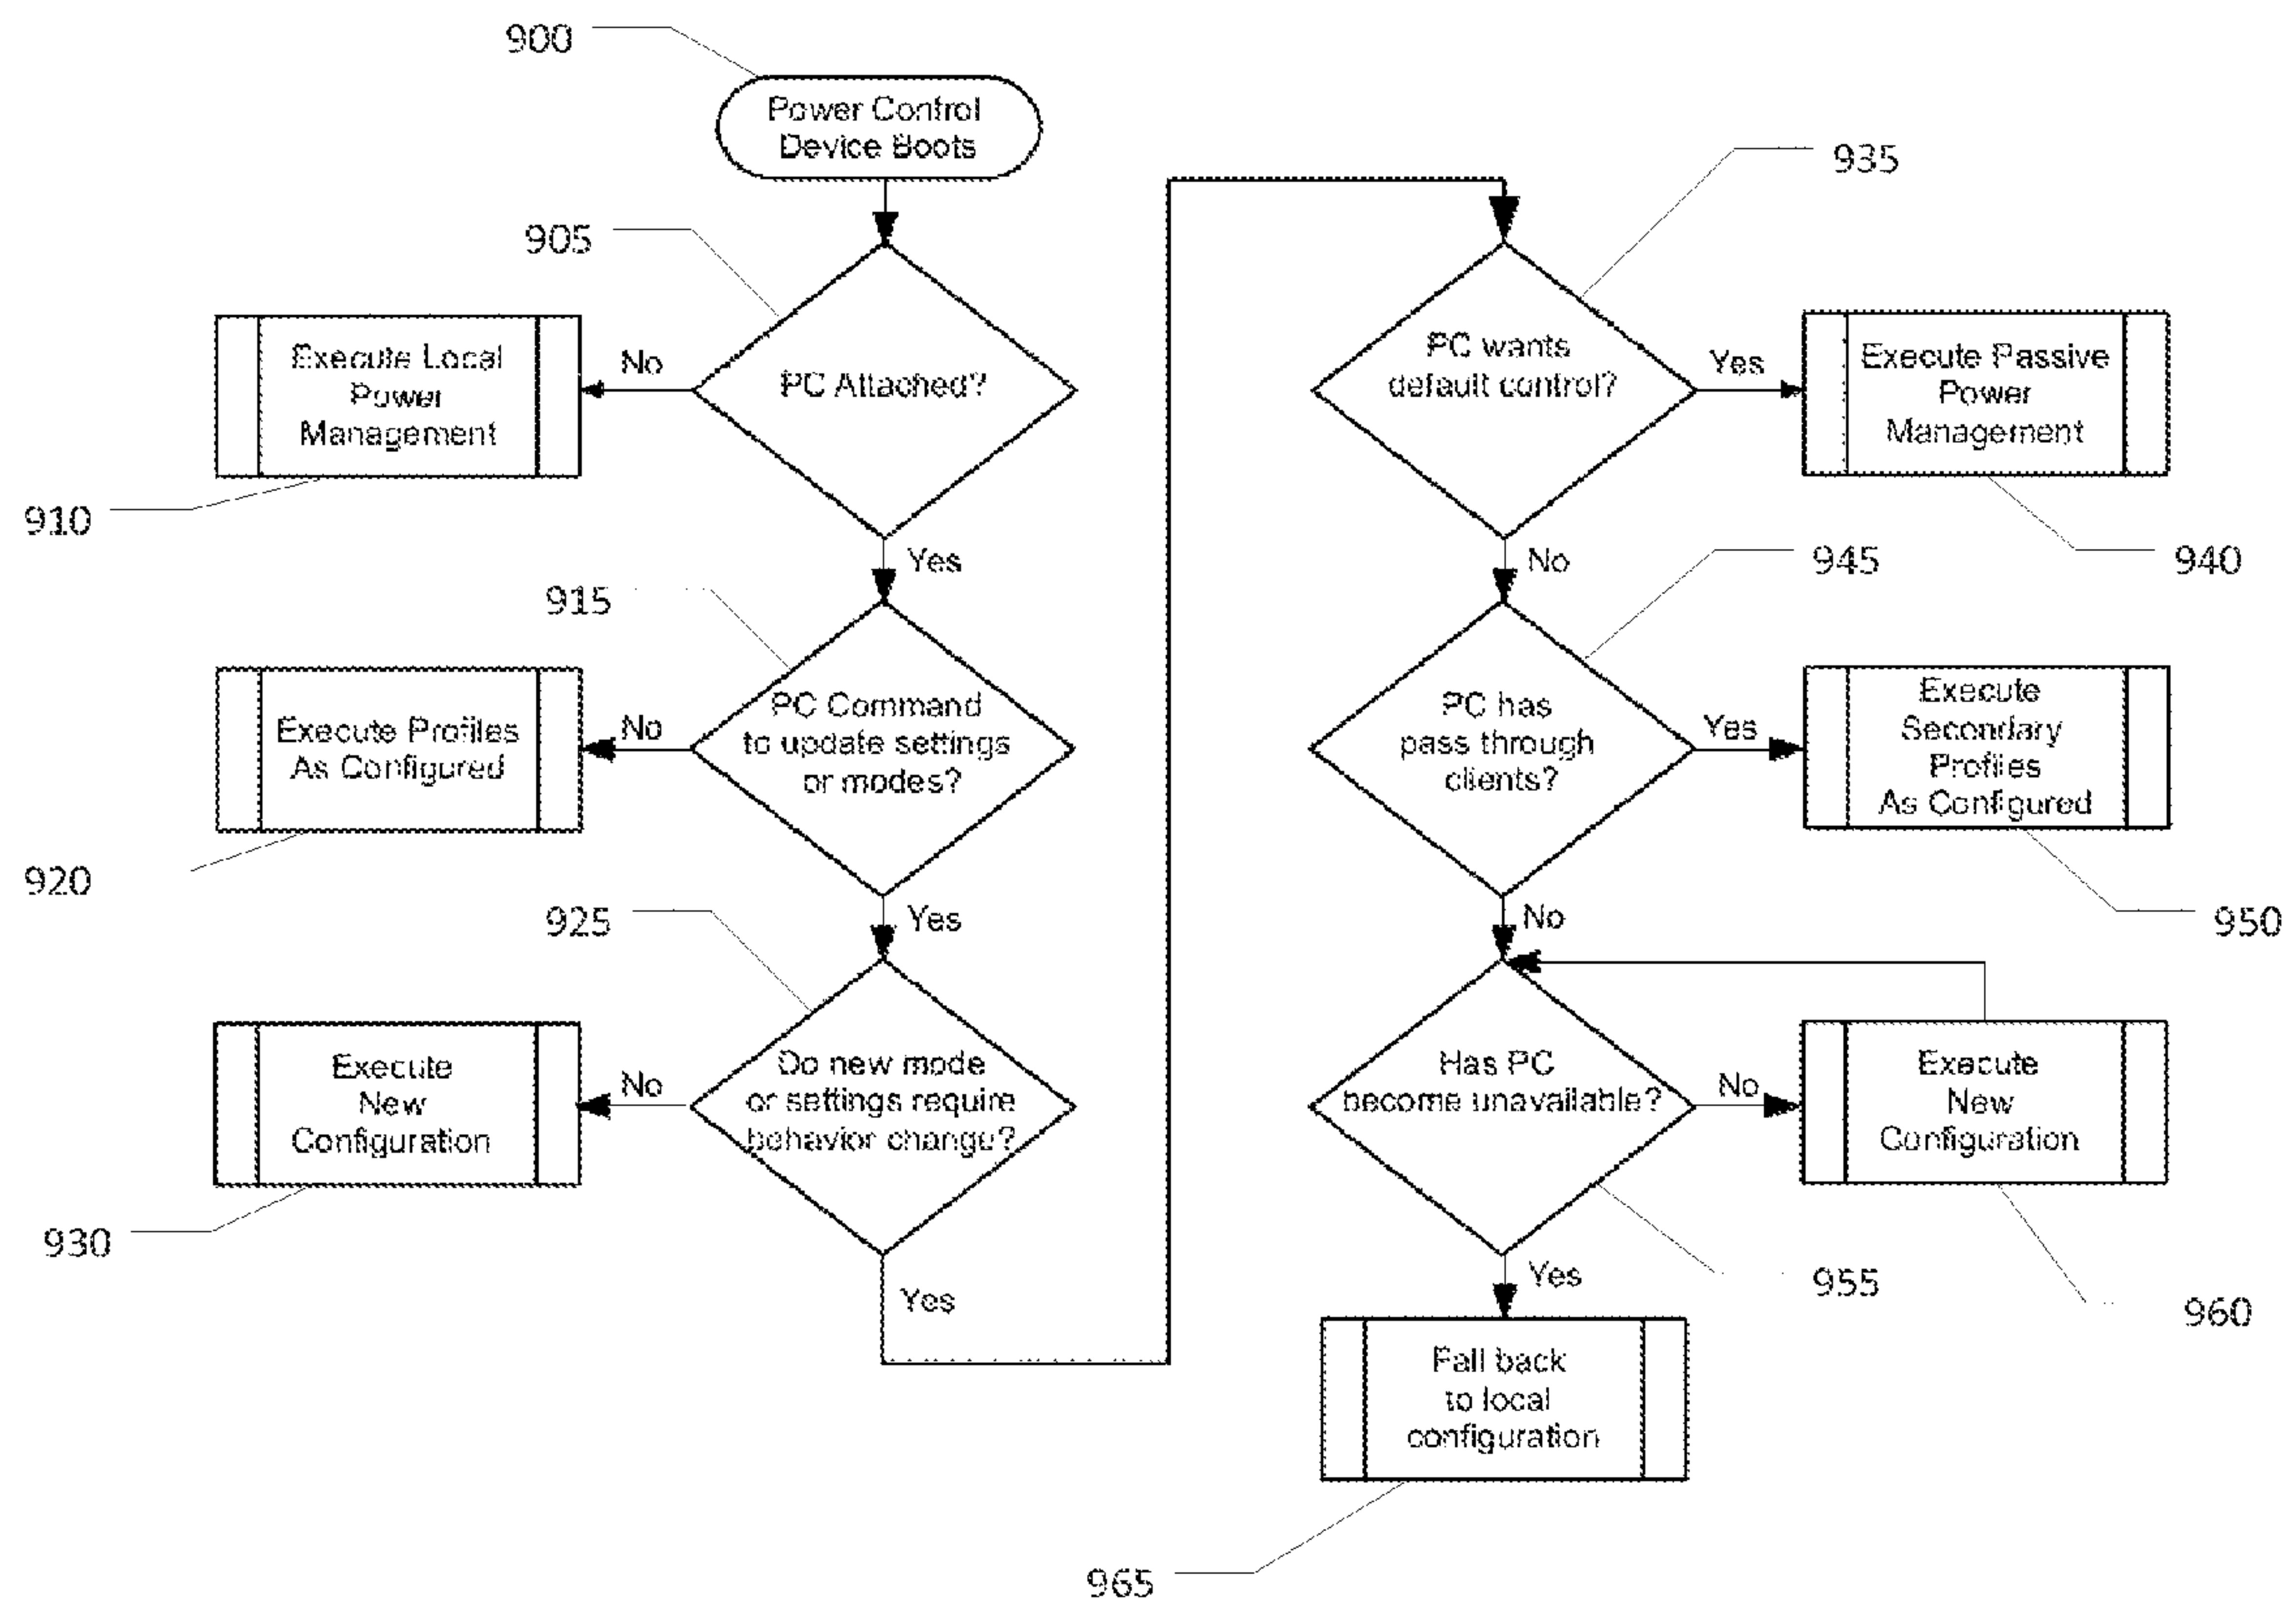 900
Power Control
Device Boots
905
PC Attached?
No
Execute Local
Power
Management
910
Yes
915
PC Command
to update settings
or modes?
No
Execute Profiles
As Configured
920
Yes
925
Do new mode
or settings require
behavior change?
No
Execute
New
Configuration
930
Yes
935
PC wants
default control?
Yes
Execute Passive
Power
Management
940
No
945
PC has
pass through
clients?
Yes
Execute
Secondary
Profiles
As Configured
950
No
Has PC
become unavailable?
No
Execute
New
Configuration
955
960
Yes
Fall back
to local
configuration
965